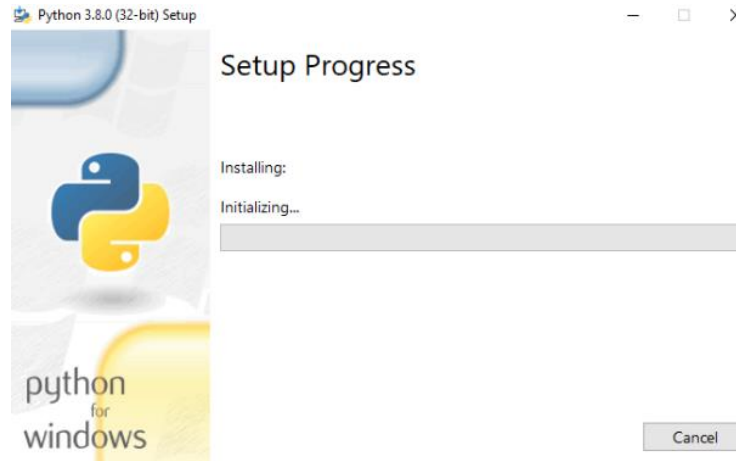 Python 3.8.0 (32-bit) Setup
Setup Progress
Installing:
Initializing...
python
for
windows
Cancel